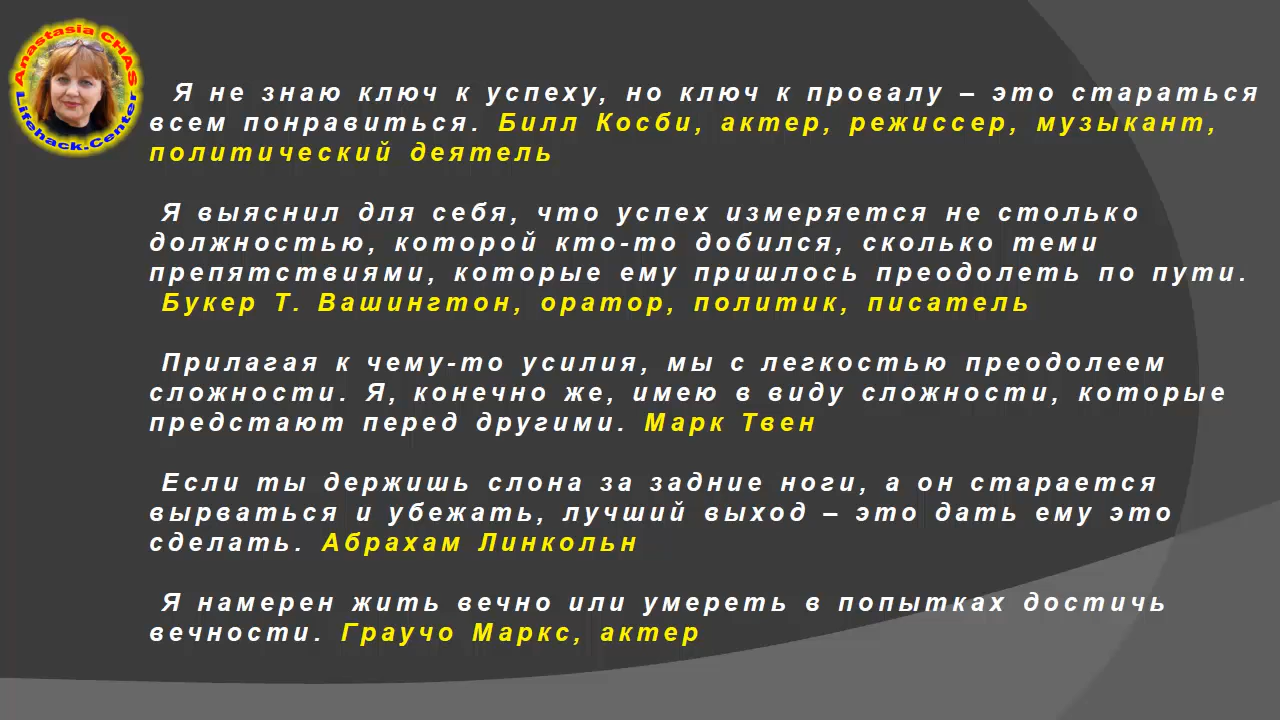 Anastasia CHAS
Lifehack.Center
Я не знаю ключ к успеху, но ключ к провалу – это стараться
всем понравиться. Билл Косби, актер, режиссер, музыкант,
политический деятель
Я выяснил для себя, что успех измеряется не столько
должностью, которой кто-то добился, сколько теми
препятствиями, которые ему пришлось преодолеть по пути.
Букер Т. Вашингтон, оратор, политик, писатель
Прилагая к чему-то усилия, мы с легкостью преодолеем
сложности. Я, конечно же, имею в виду сложности, которые
предстают перед другими. Марк Твен
Если ты держишь слона за задние ноги, а он старается
вырваться и убежать, лучший выход – это дать ему это
сделать. Абрахам Линкольн
Я намерен жить вечно или умереть в попытках достичь
вечности. Граучо Маркс, актер